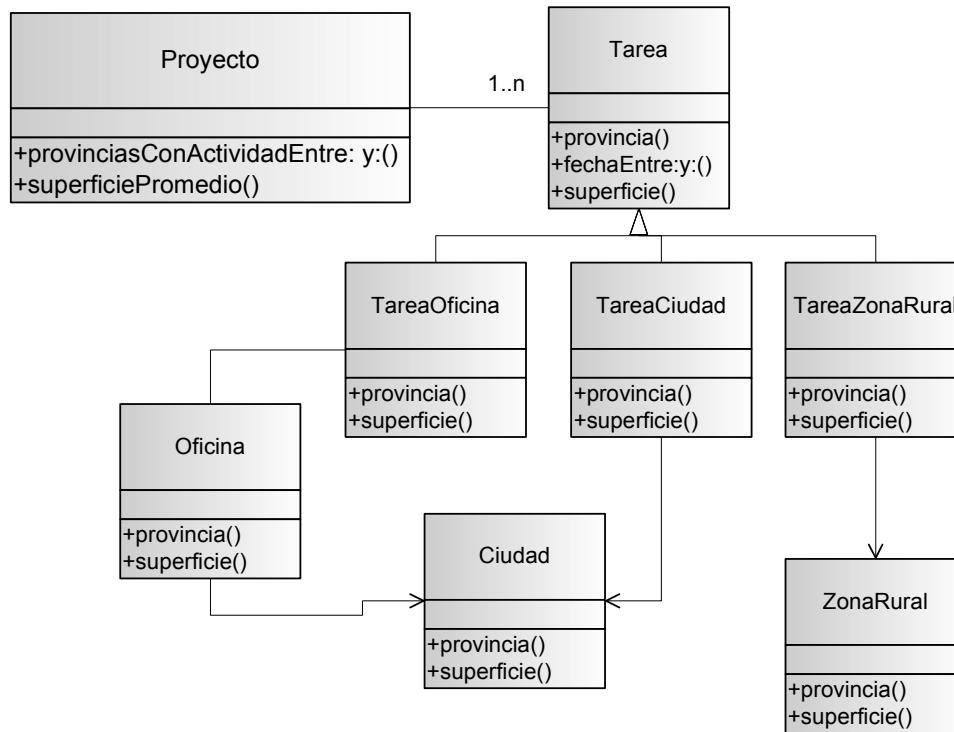 Proyecto
+provinciasConActividadEntre: y:()
+superficiePromedio()
1..n
Tarea
+provincia()
+fechaEntre:y:()
+superficie()
TareaOficina
+provincia()
+superficie()
TareaCiudad
+provincia()
+superficie()
TareaZonaRural
+provincia()
+superficie()
Oficina
+provincia()
+superficie()
Ciudad
+provincia()
+superficie()
ZonaRural
+provincia()
+superficie()